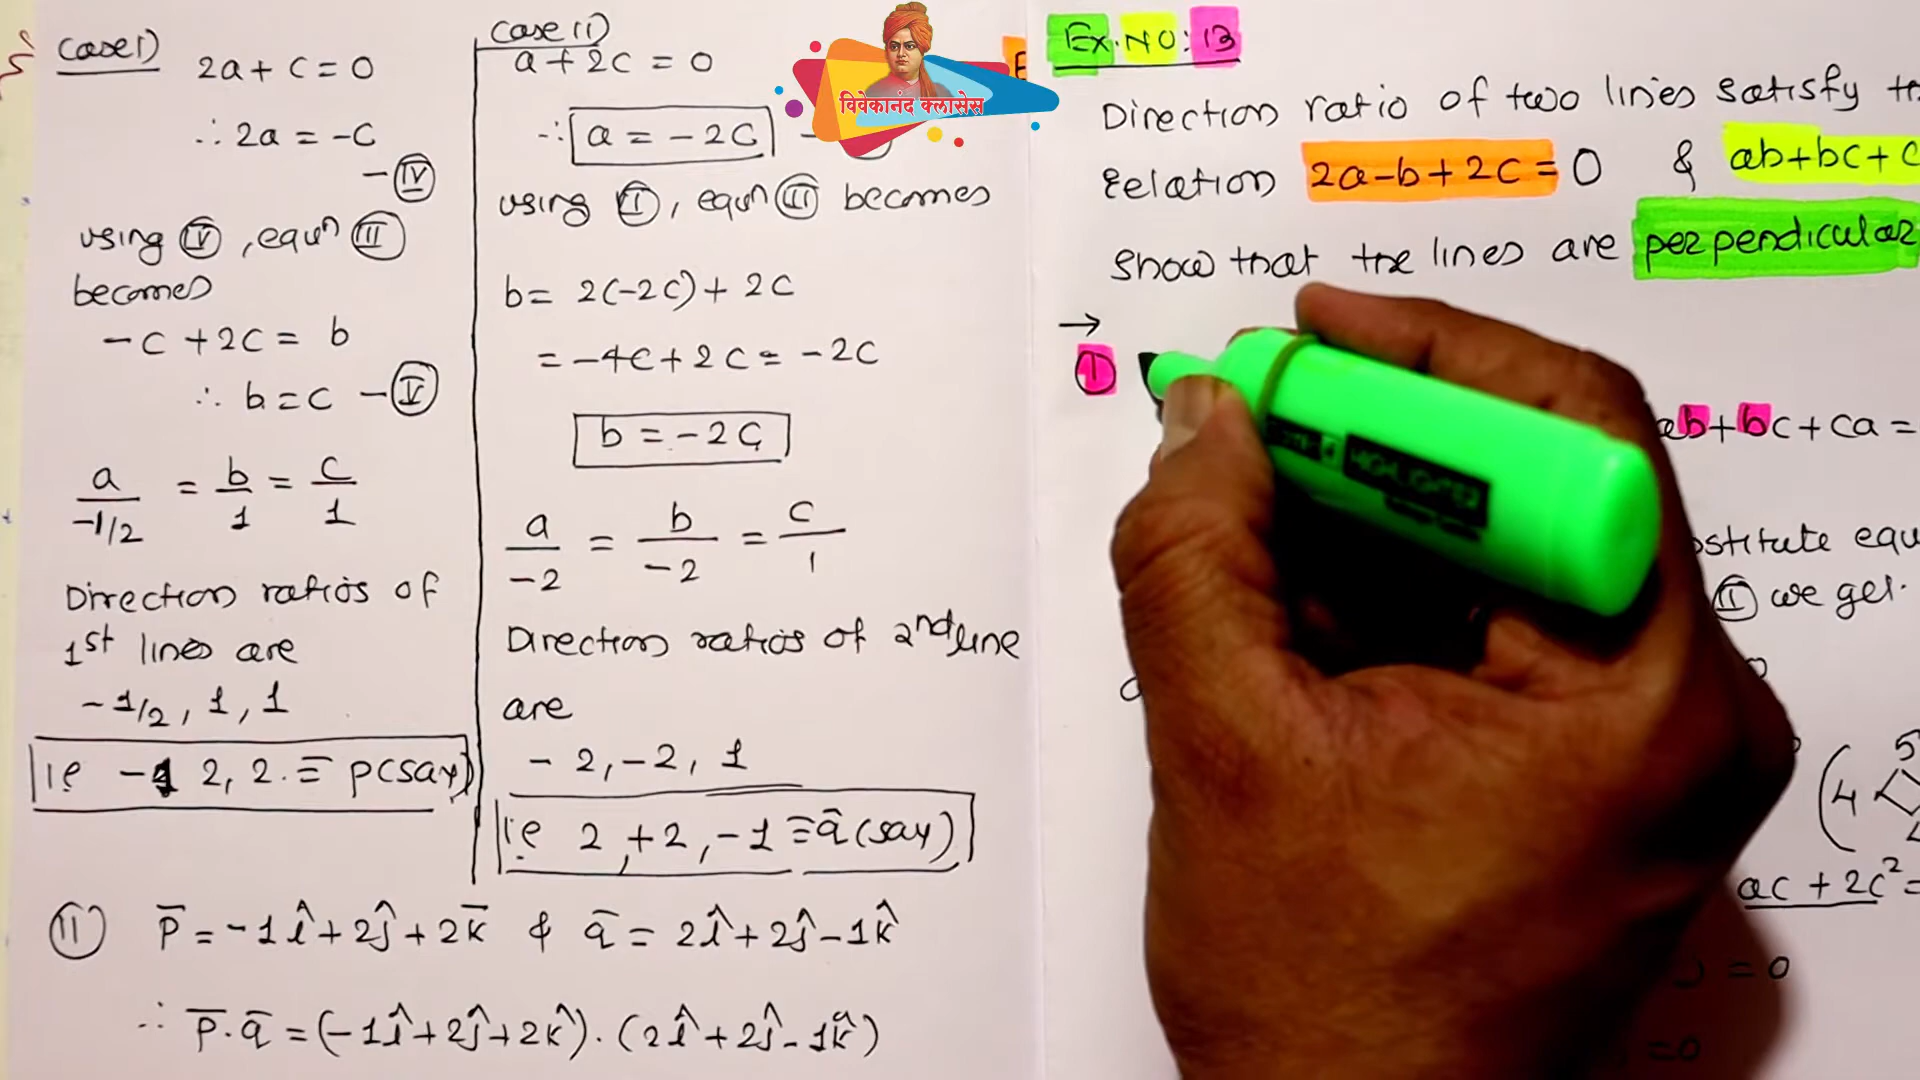 case I)
2a + c = 0
∴ 2a = -c
- IV
using IV, equn III
becomes
-c + 2c = b
∴ b = c - V
a/-1/2 = b/1 = c/1
Direction ratios of
1st lines are
-1/2, 1, 1
i.e -1 2, 2. ≡ p(say)
case II)
a + 2c = 0
∴ a = -2c
using I, equn III becomes
b = 2(-2c) + 2c
= -4c + 2c = -2c
b = -2c
a/-2 = b/-2 = c/1
Direction ratios of 2nd line
are
-2, -2, 1
i.e 2, +2, -1 ≡ q̄ (say)
II p̄ = -1î + 2ĵ + 2k̄ & q̄ = 2î + 2ĵ - 1k̂
∴ p̄.q̄ = (-1î + 2ĵ + 2k̂).(2î + 2ĵ - 1k̂)
विवेकानंद क्लासेस
Ex.NO: 13
Direction ratio of two lines satisfy
relation 2a-b+2c=0 & ab+bc+c
show that the lines are perpendicular
→
I
ab+bc+ca=
equ
II we get.
(4 5
ac + 2c²=
=0
=0